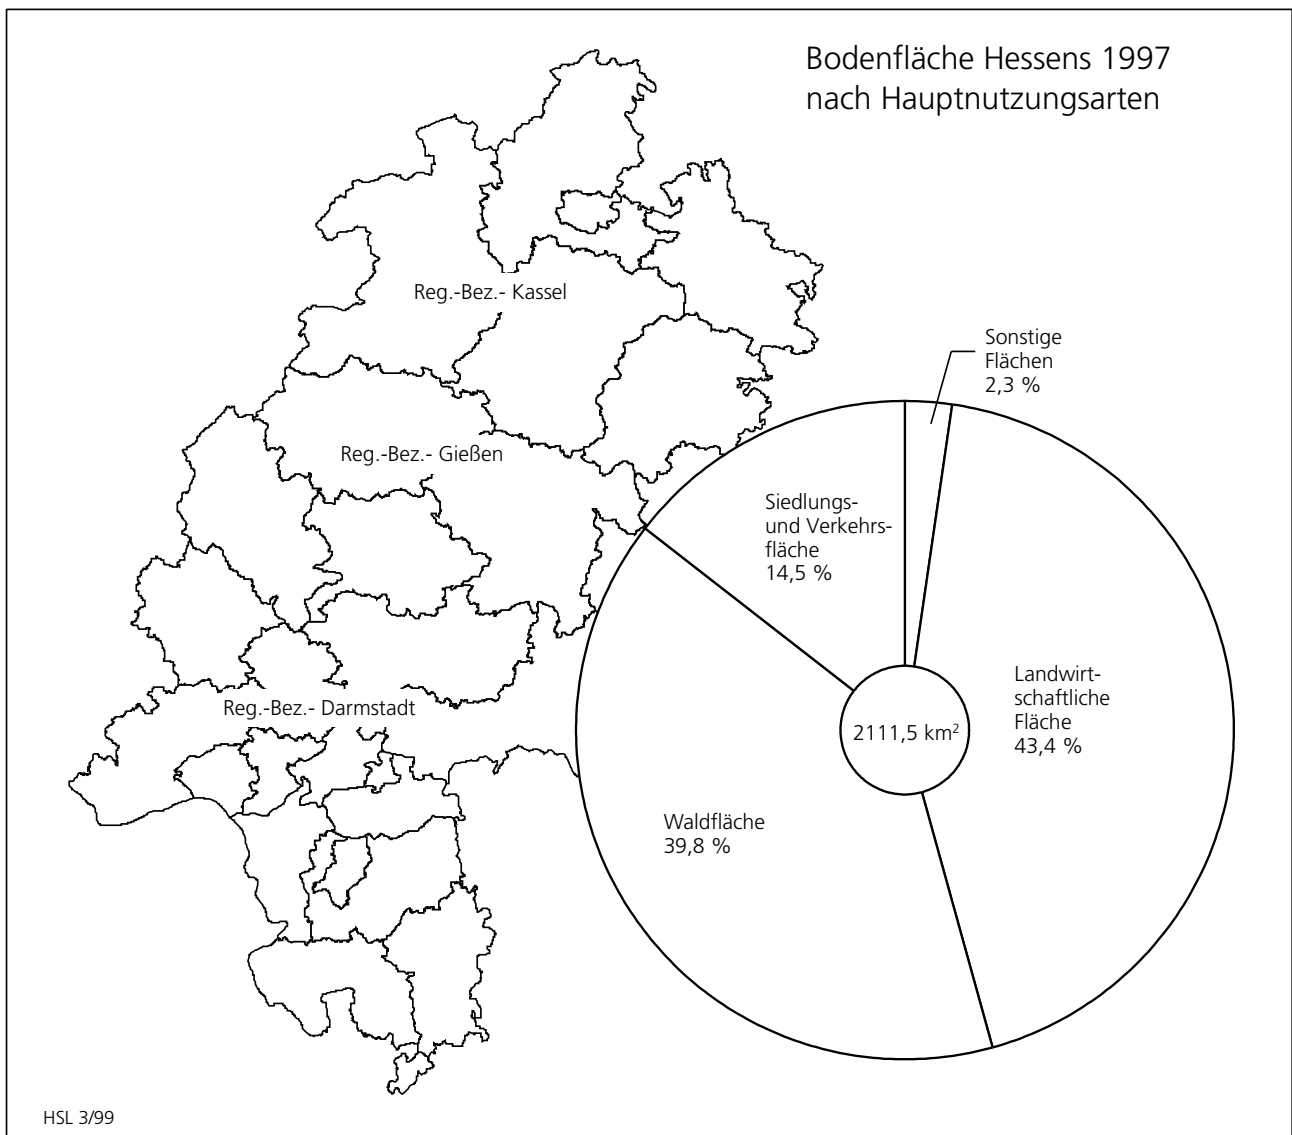 Bodenfläche Hessens 1997
nach Hauptnutzungsarten
Reg.-Bez.- Kassel
Sonstige
Flächen
2,3 %
Reg.-Bez.- Gießen
Siedlungs-
und Verkehrs-
fläche
14,5 %
Landwirt-
schaftliche
Fläche
43,4 %
Reg.-Bez.- Darmstadt
2111,5 km²
Waldfläche
39,8 %
HSL 3/99